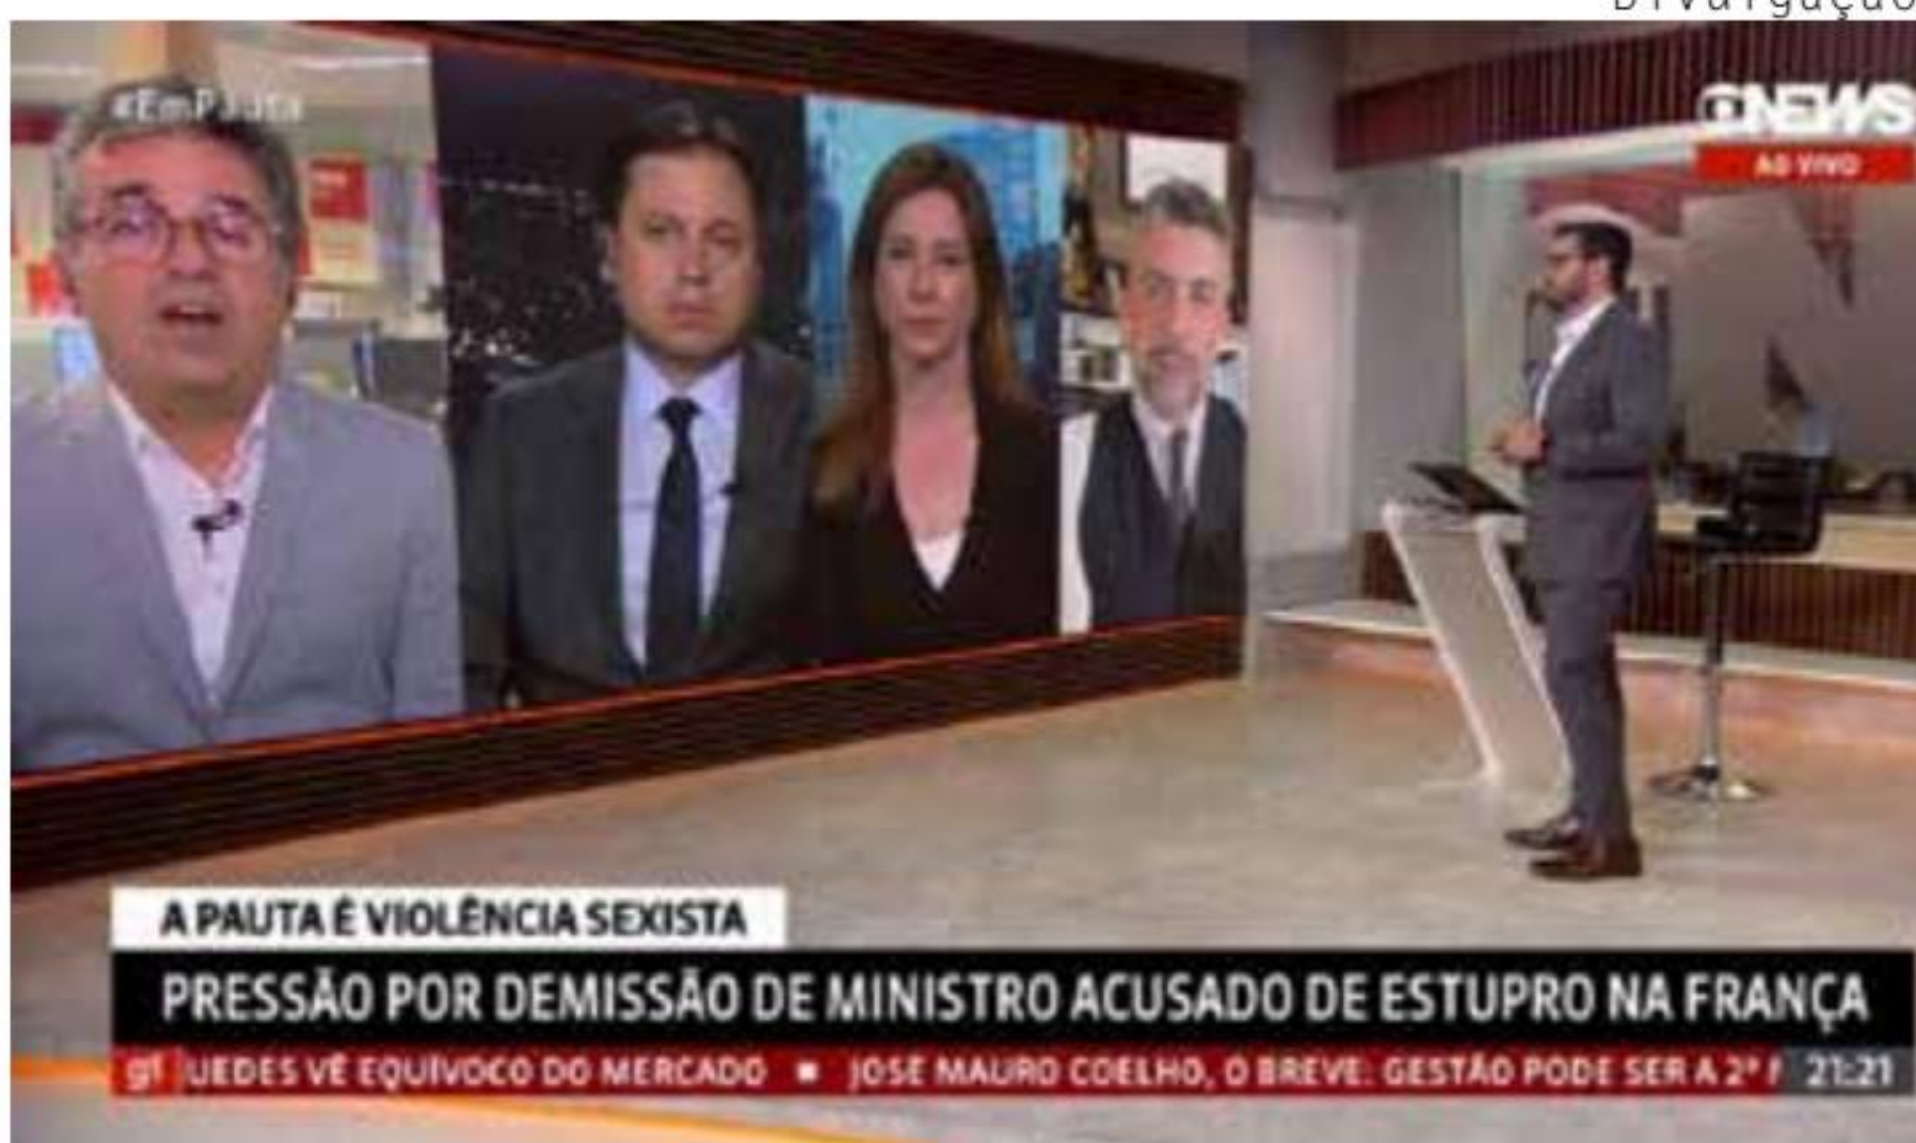 Divulgação
#EmPauta
GNEWS
AO VIVO
A PAUTA É VIOLÊNCIA SEXISTA
PRESSÃO POR DEMISSÃO DE MINISTRO ACUSADO DE ESTUPRO NA FRANÇA
g1 UEDES VÊ EQUÍVOCO DO MERCADO ■ JOSÉ MAURO COELHO, O BREVE: GESTÃO PODE SER A 2ª 21:21